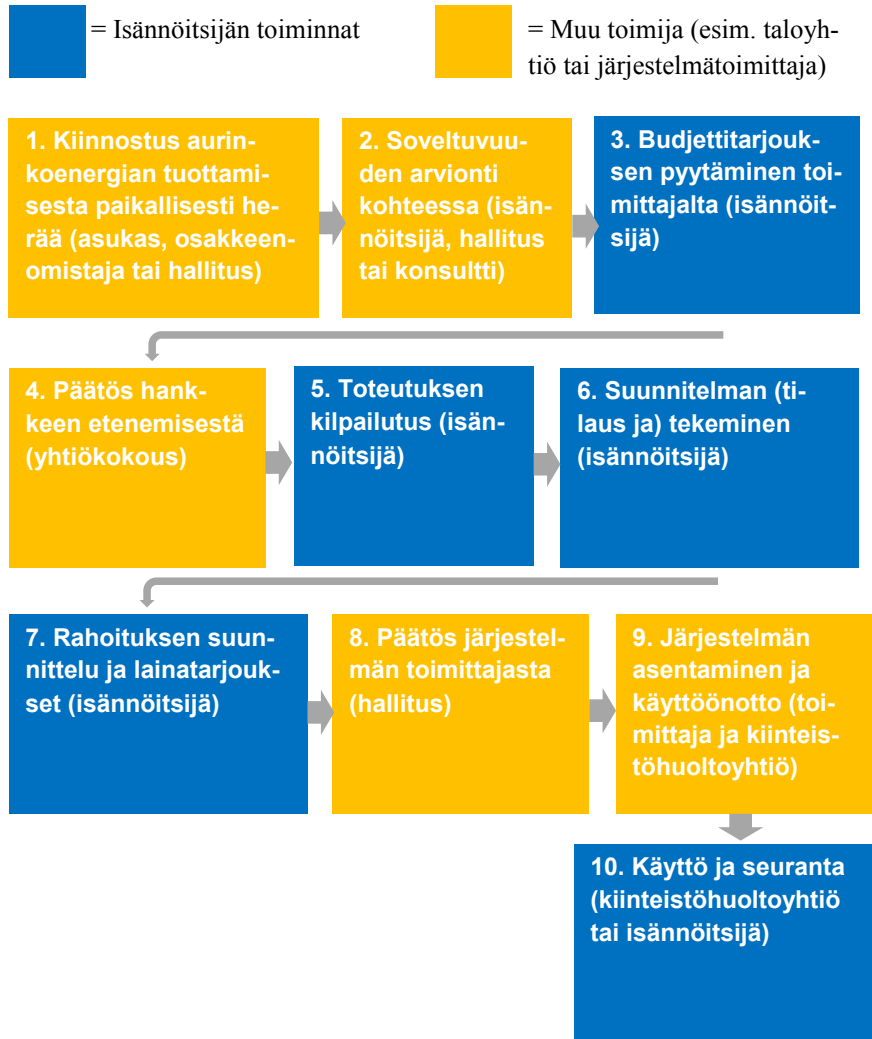 = Isännöitsijän toiminnat
= Muu toimija (esim. taloyh-
tiö tai järjestelmätoimittaja)
1. Kiinnostus aurin-
koenergian tuottami-
sesta paikallisesti he-
rää (asukas, osakkeen-
omistaja tai hallitus)
2. Soveltuvuu-
den arvionti
kohteessa (isän-
nöitsijä, hallitus
tai konsultti)
3. Budjettitarjouk-
sen pyytäminen toi-
mittajalta (isännöit-
sijä)
4. Päätös hank-
keen etenemisestä
(yhtiökokous)
5. Toteutuksen
kilpailutus (isän-
nöitsijä)
6. Suunnitelman (ti-
laus ja) tekeminen
(isännöitsijä)
7. Rahoituksen suun-
nittelu ja lainatarjouk-
set (isännöitsijä)
8. Päätös järjestel-
män toimittajasta
(hallitus)
9. Järjestelmän
asentaminen ja
käyttöönotto (toi-
mittaja ja kiinteis-
töhuoltoyhtiö)
10. Käyttö ja seuranta
(kiinteistöhuoltoyhtiö
tai isännöitsijä)